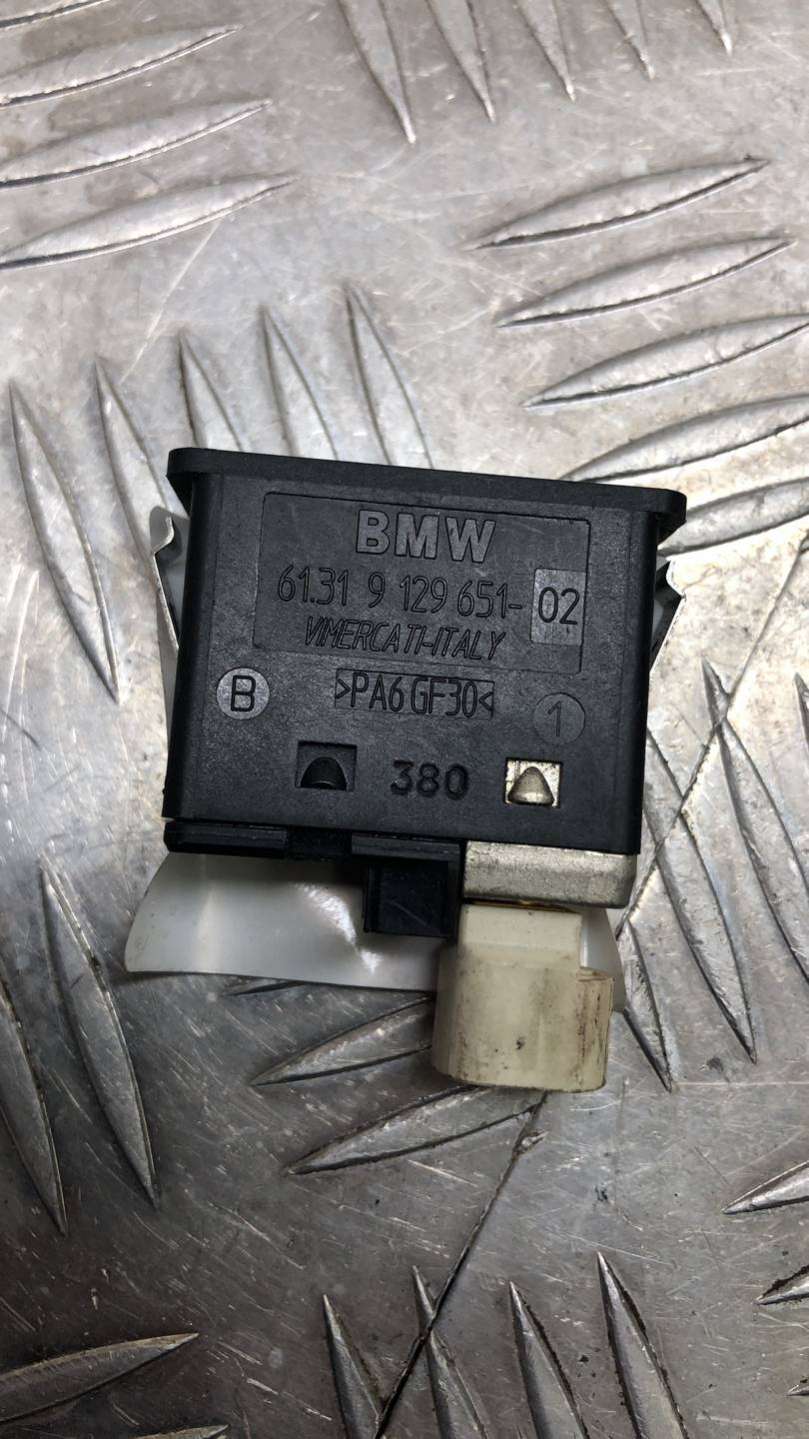 BMW
61.31 9 129 651- 02
VIMERCATI-ITALY
B >PA6 GF30< 1
380